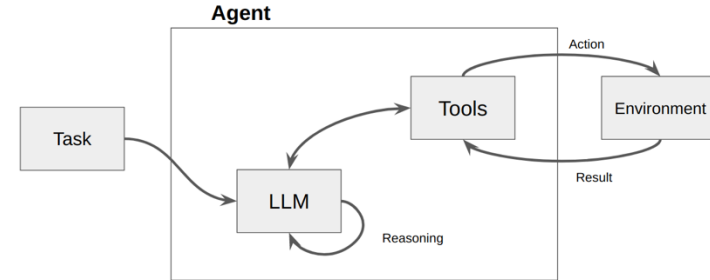 Agent
Action
Task
Tools
Environment
LLM
Result
Reasoning